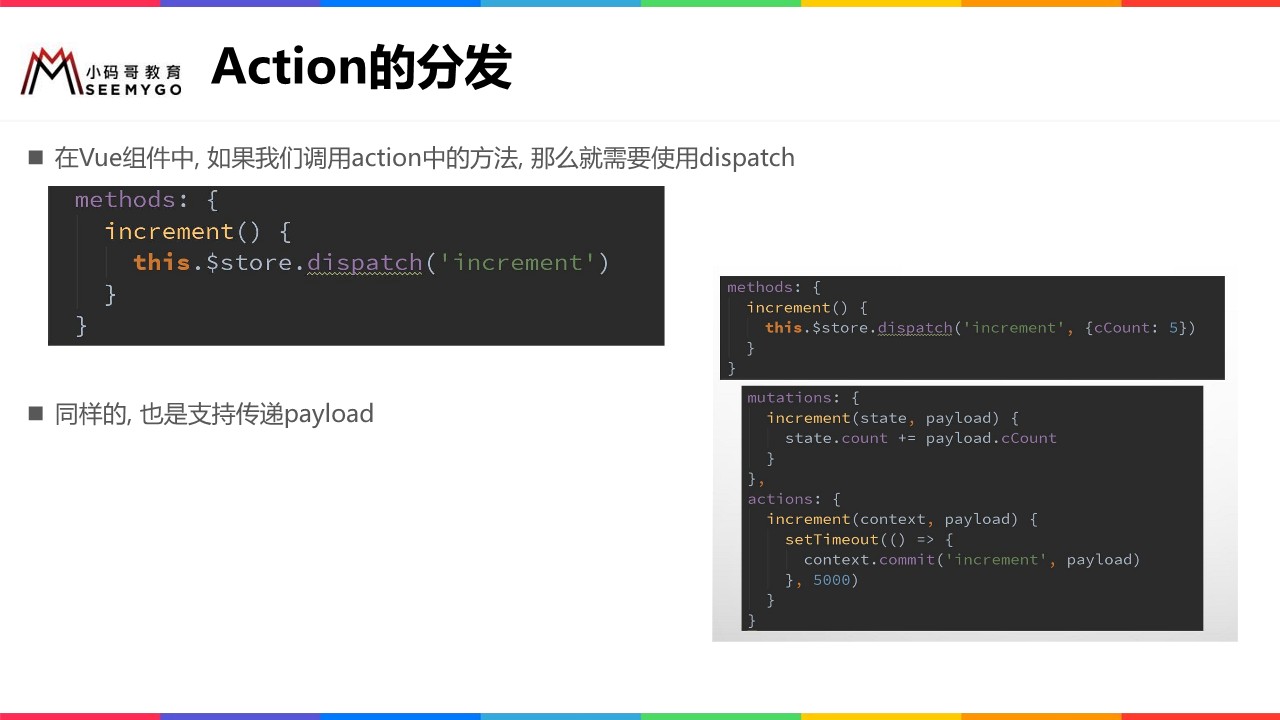 小码哥教育
SEEMYGO
Action的分发
■ 在Vue组件中, 如果我们调用action中的方法, 那么就需要使用dispatch
methods: {
  increment() {
    this.$store.dispatch('increment')
  }
}
■ 同样的, 也是支持传递payload
methods: {
  increment() {
    this.$store.dispatch('increment', {cCount: 5})
  }
}
mutations: {
  increment(state, payload) {
    state.count += payload.cCount
  }
},
actions: {
  increment(context, payload) {
    setTimeout(() => {
      context.commit('increment', payload)
    }, 5000)
  }
}